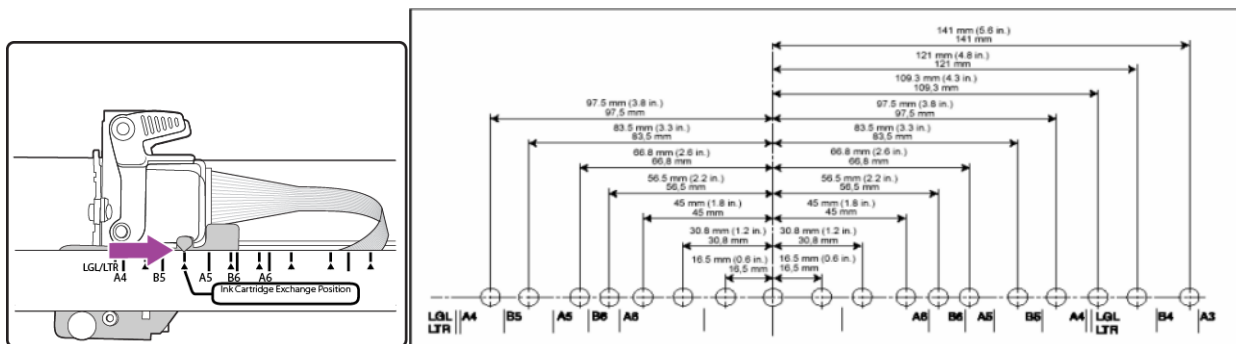 LGL/LTR
A4
B5
A5
B6
A6
Ink Cartridge Exchange Position
141 mm (5.6 in.)
141 mm
121 mm (4.8 in.)
121 mm
109.3 mm (4.3 in.)
109,3 mm
97.5 mm (3.8 in.)
97,5 mm
97.5 mm (3.8 in.)
97,5 mm
83.5 mm (3.3 in.)
83,5 mm
83.5 mm (3.3 in.)
83,5 mm
66.8 mm (2.6 in.)
66,8 mm
66.8 mm (2.6 in.)
66,8 mm
56.5 mm (2.2 in.)
56,5 mm
56.5 mm (2.2 in.)
56,5 mm
45 mm (1.8 in.)
45 mm
45 mm (1.8 in.)
45 mm
30.8 mm (1.2 in.)
30,8 mm
30.8 mm (1.2 in.)
30,8 mm
16.5 mm (0.6 in.)
16,5 mm
16.5 mm (0.6 in.)
16,5 mm
LGL A4 B5 A5 B6 A6 A6 B6 A5 B5 A4 LGL B4 A3
LTR LTR